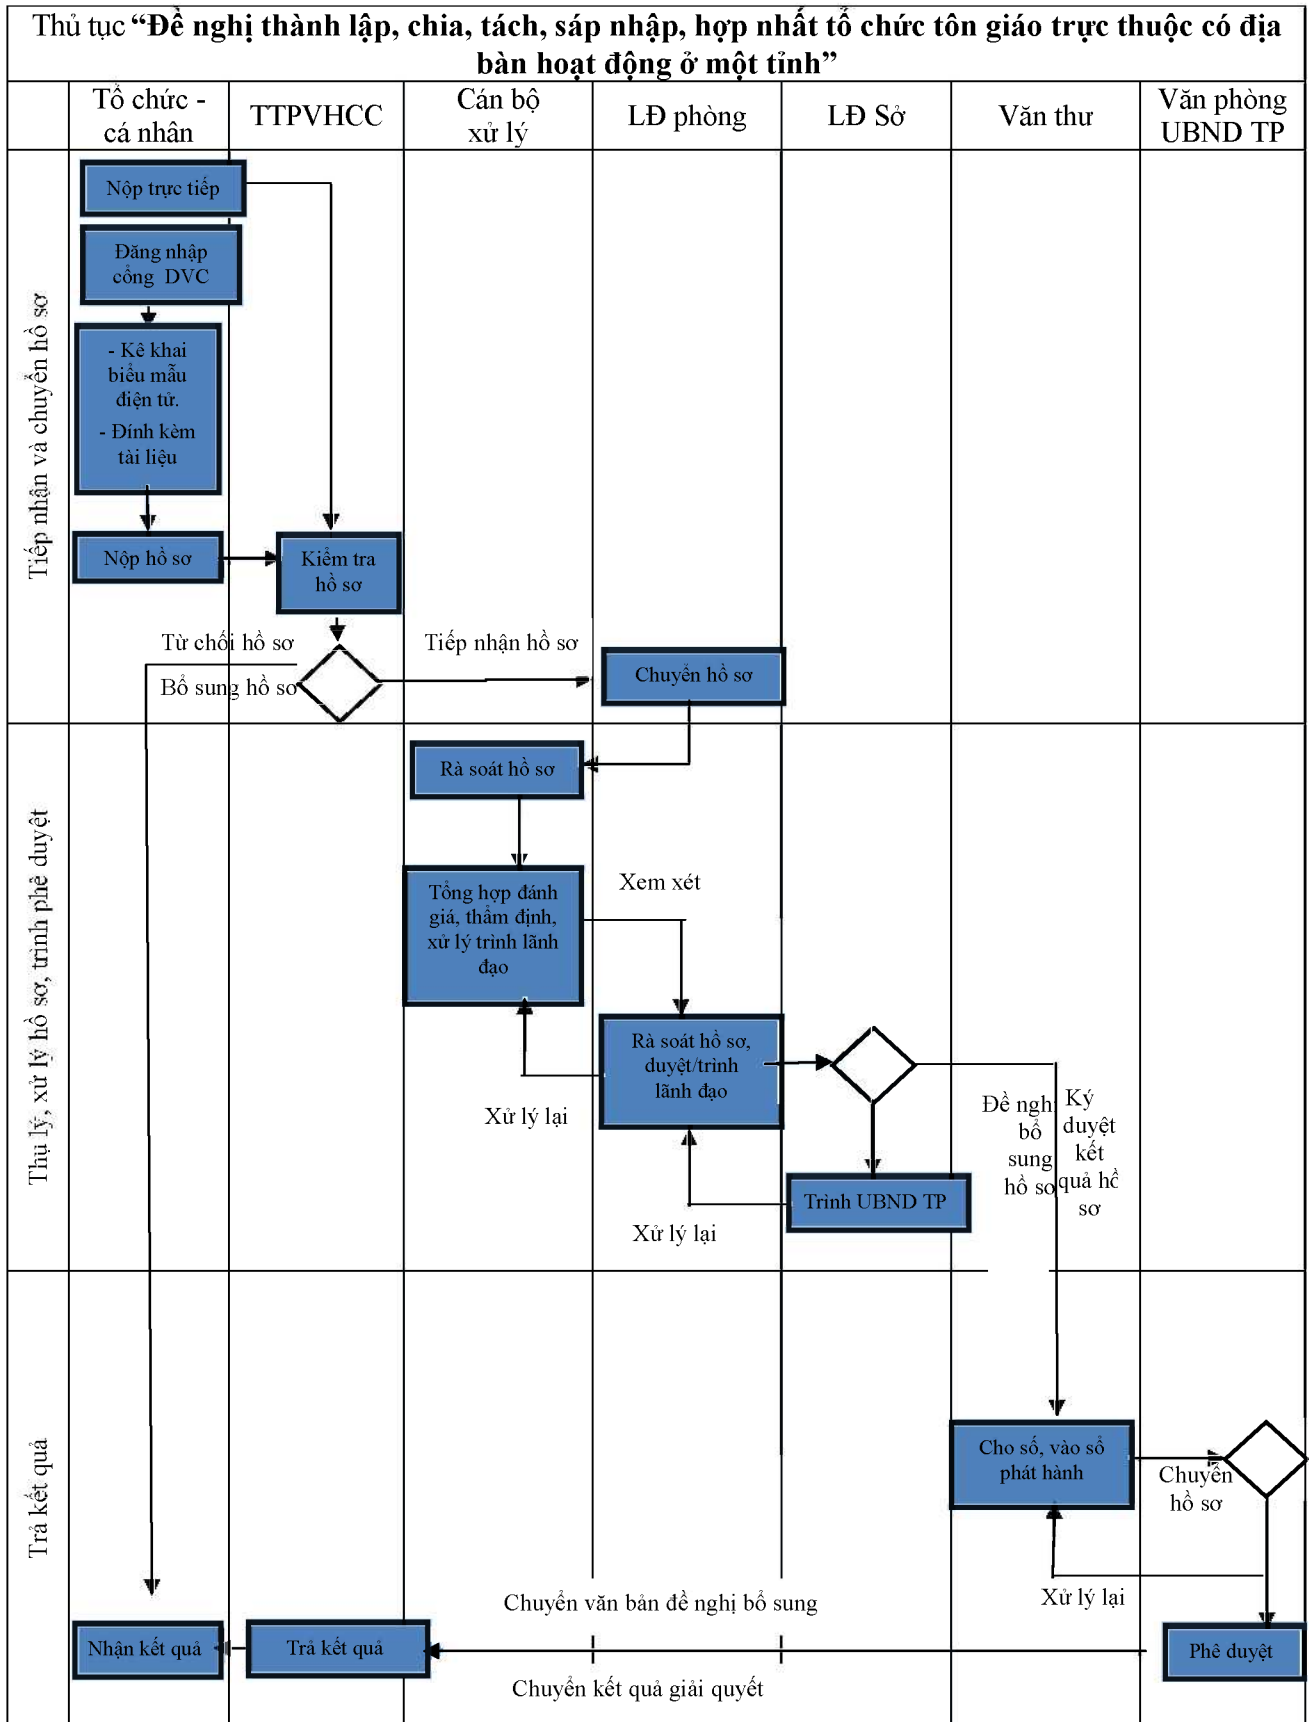 Thủ tục “Đề nghị thành lập, chia, tách, sáp nhập, hợp nhất tổ chức tôn giáo trực thuộc có địa
bàn hoạt động ở một tỉnh”
Tổ chức -
cá nhân
TTPVHCC
Cán bộ
xử lý
LĐ phòng
LĐ Sở
Văn thư
Văn phòng
UBND TP
Tiếp nhận và chuyển hồ sơ
Nộp trực tiếp
Đăng nhập
cổng DVC
- Kê khai
biểu mẫu
điện tử.
- Đính kèm
tài liệu
Nộp hồ sơ
Kiểm tra
hồ sơ
Từ chối hồ sơ
Bổ sung hồ sơ
Tiếp nhận hồ sơ
Chuyển hồ sơ
Thụ lý, xử lý hồ sơ, trình phê duyệt
Rà soát hồ sơ
Tổng hợp đánh
giá, thẩm định,
xử lý trình lãnh
đạo
Xem xét
Rà soát hồ sơ,
duyệt/trình
lãnh đạo
Xử lý lại
Đề nghị
bổ
sung
hồ sơ
Ký
duyệt
kết
quả hồ
sơ
Trình UBND TP
Xử lý lại
Trả kết quả
Cho số, vào sổ
phát hành
Chuyển
hồ sơ
Xử lý lại
Chuyển văn bản đề nghị bổ sung
Nhận kết quả
Trả kết quả
Phê duyệt
Chuyển kết quả giải quyết